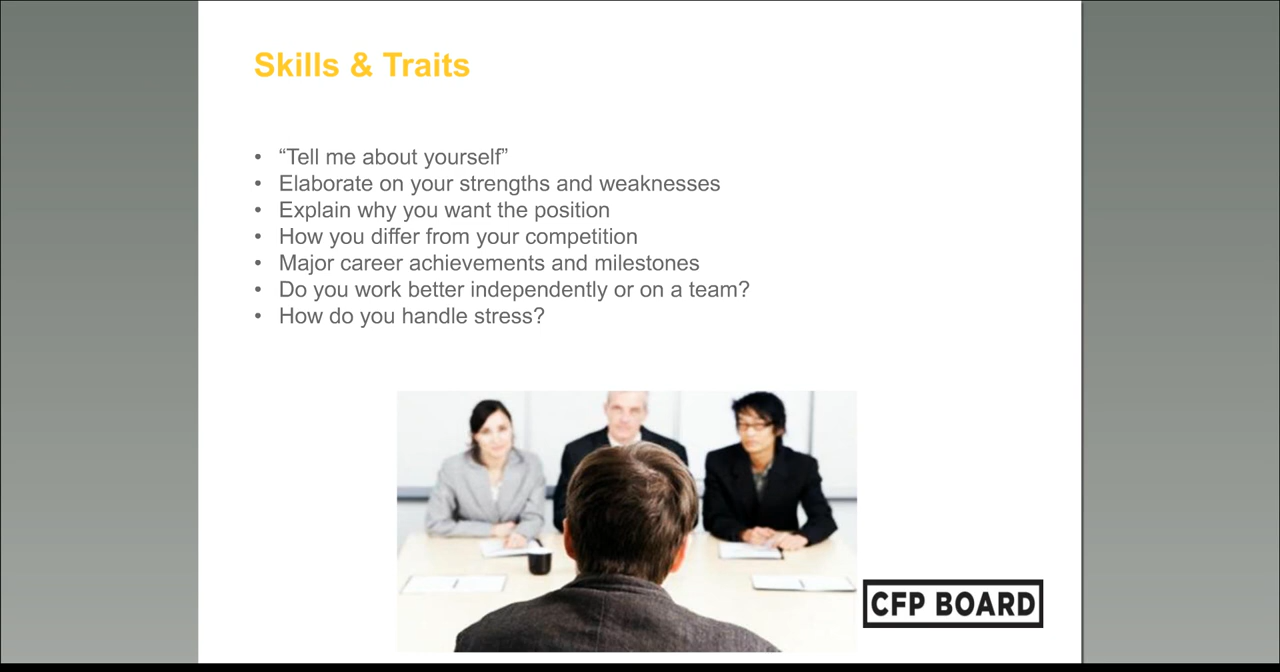 Skills & Traits
• “Tell me about yourself”
• Elaborate on your strengths and weaknesses
• Explain why you want the position
• How you differ from your competition
• Major career achievements and milestones
• Do you work better independently or on a team?
• How do you handle stress?
CFP BOARD